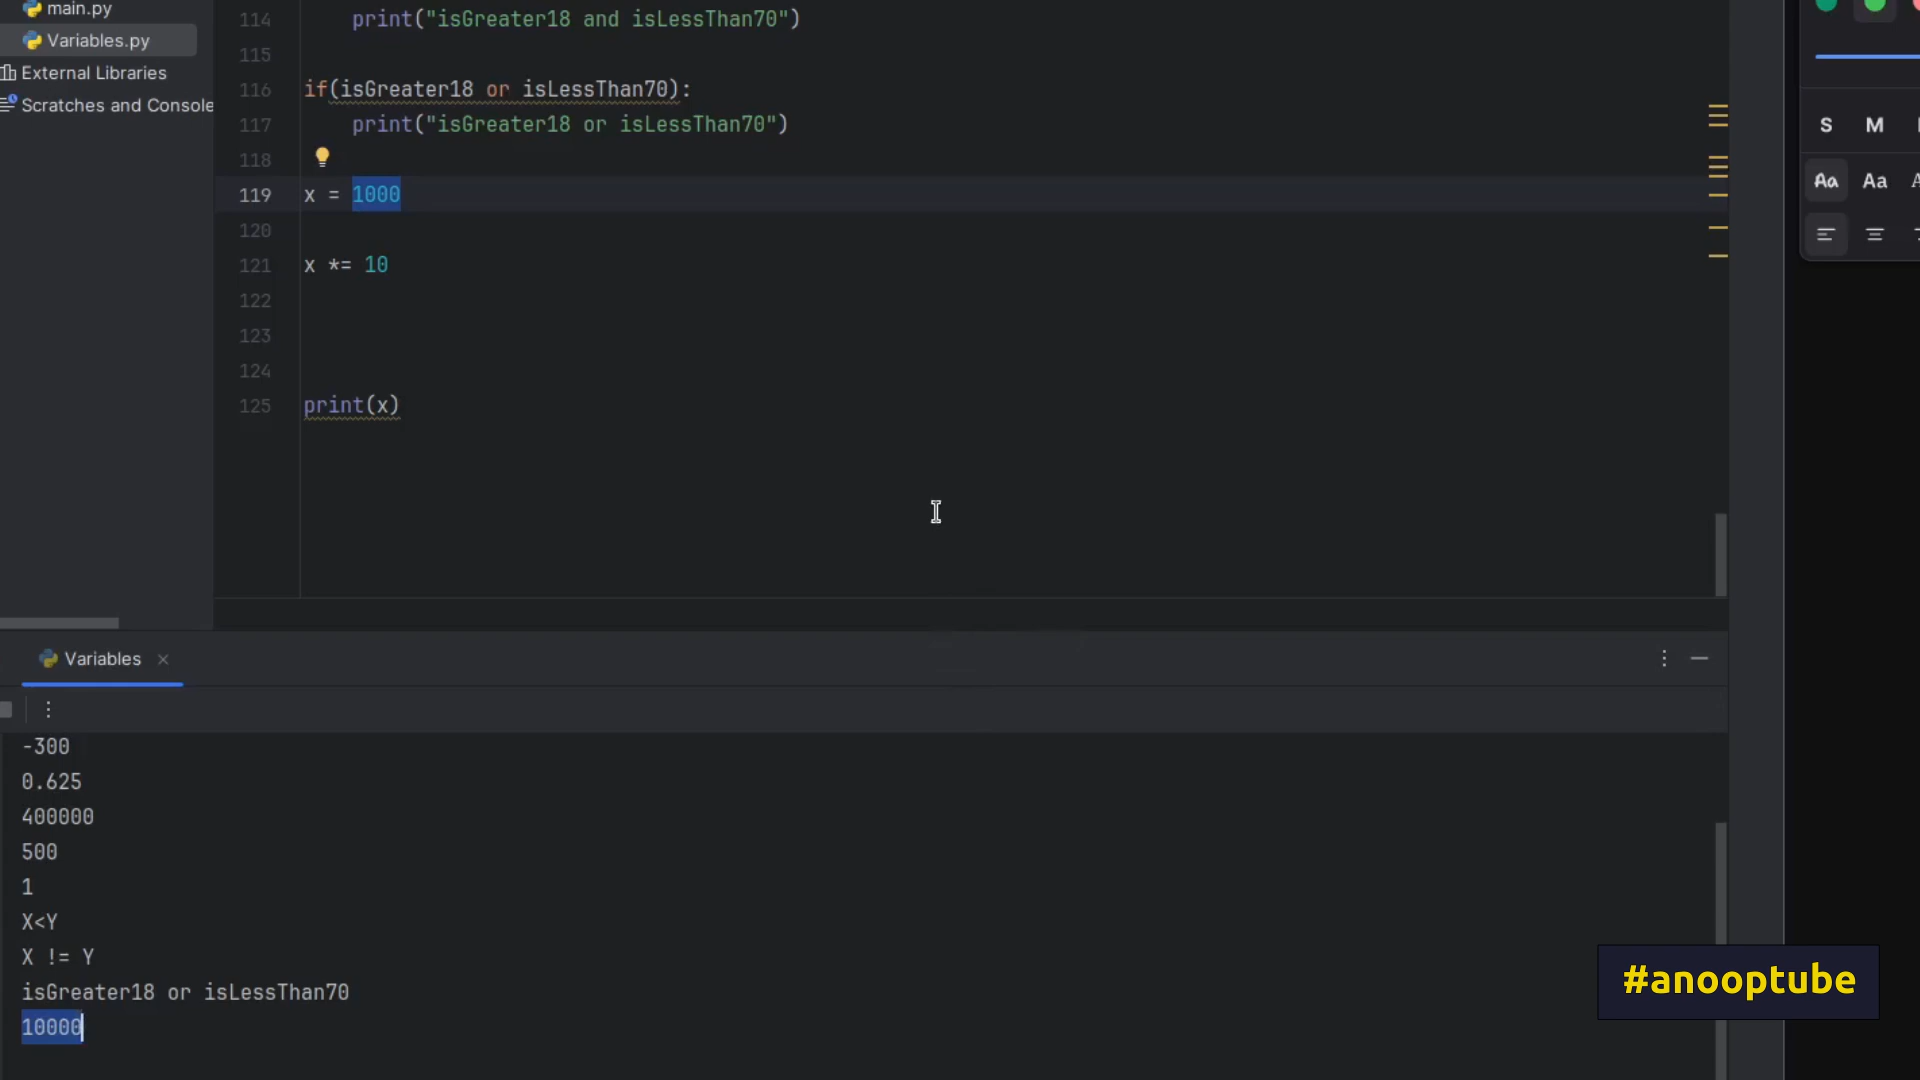 main.py
Variables.py
External Libraries
Scratches and Console
114 print("isGreater18 and isLessThan70")
115
116 if(isGreater18 or isLessThan70):
117 print("isGreater18 or isLessThan70")
118
119 x = 1000
120
121 x *= 10
122
123
124
125 print(x)
S M
Aa Aa
Variables
-300
0.625
400000
500
1
X<Y
X != Y
isGreater18 or isLessThan70
10000
#anooptube